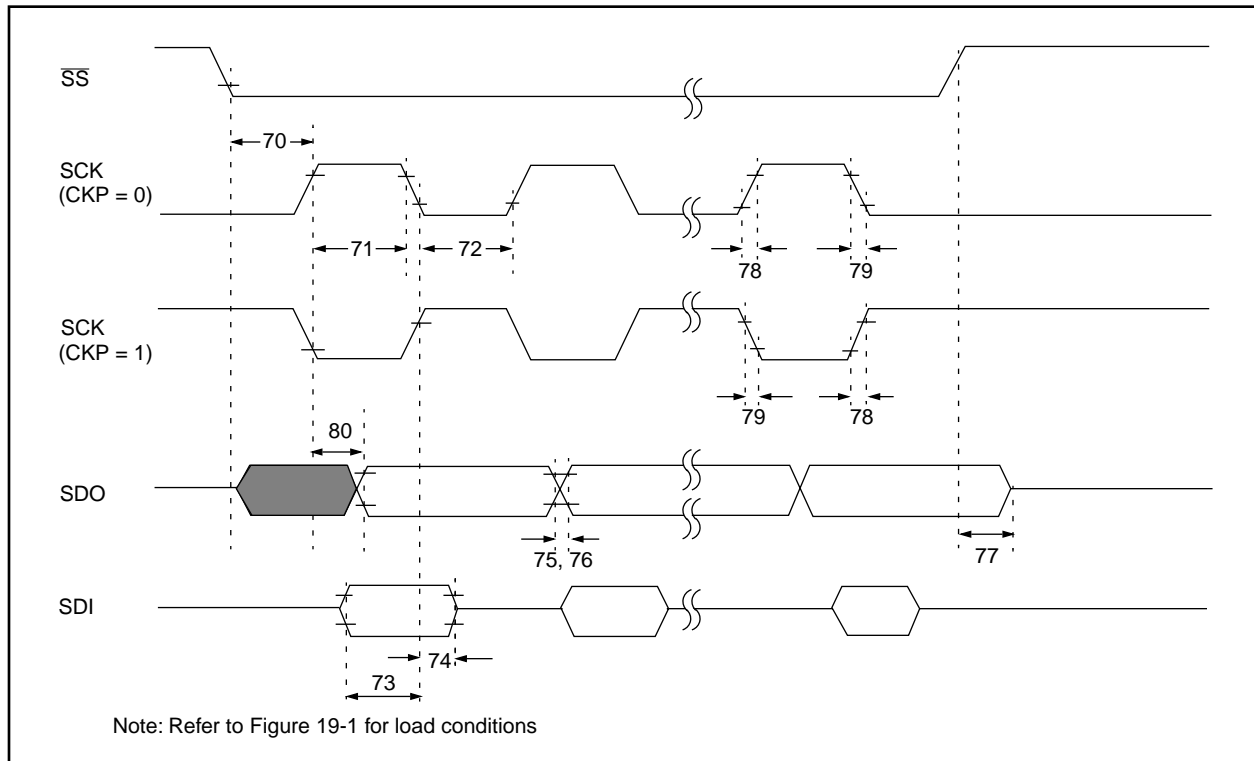 SS
70
SCK
(CKP = 0)
71
72
78
79
SCK
(CKP = 1)
79
78
80
SDO
75, 76
77
SDI
74
73
Note: Refer to Figure 19-1 for load conditions